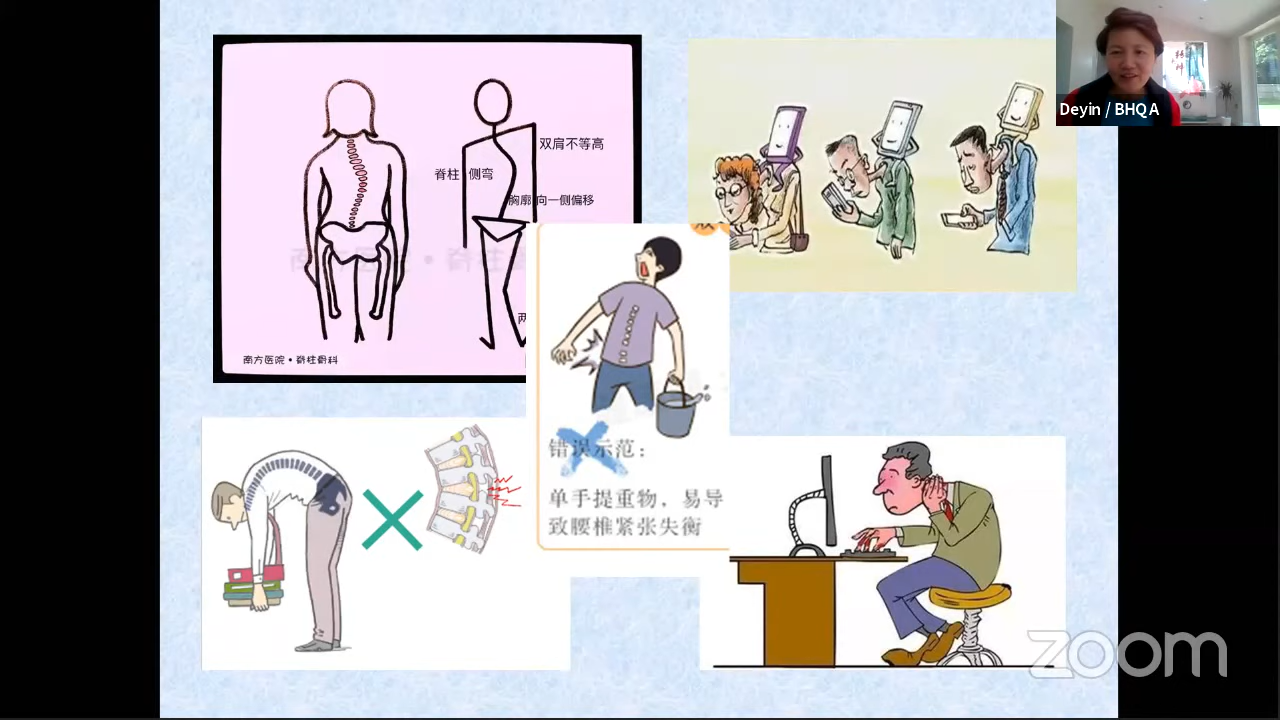 Deyin / BHQA
双肩不等高
脊柱 侧弯
胸廓 向一侧偏移
两
南方医院·脊柱骨科
错误示范：
单手提重物，易导
致腰椎紧张失衡
zoom